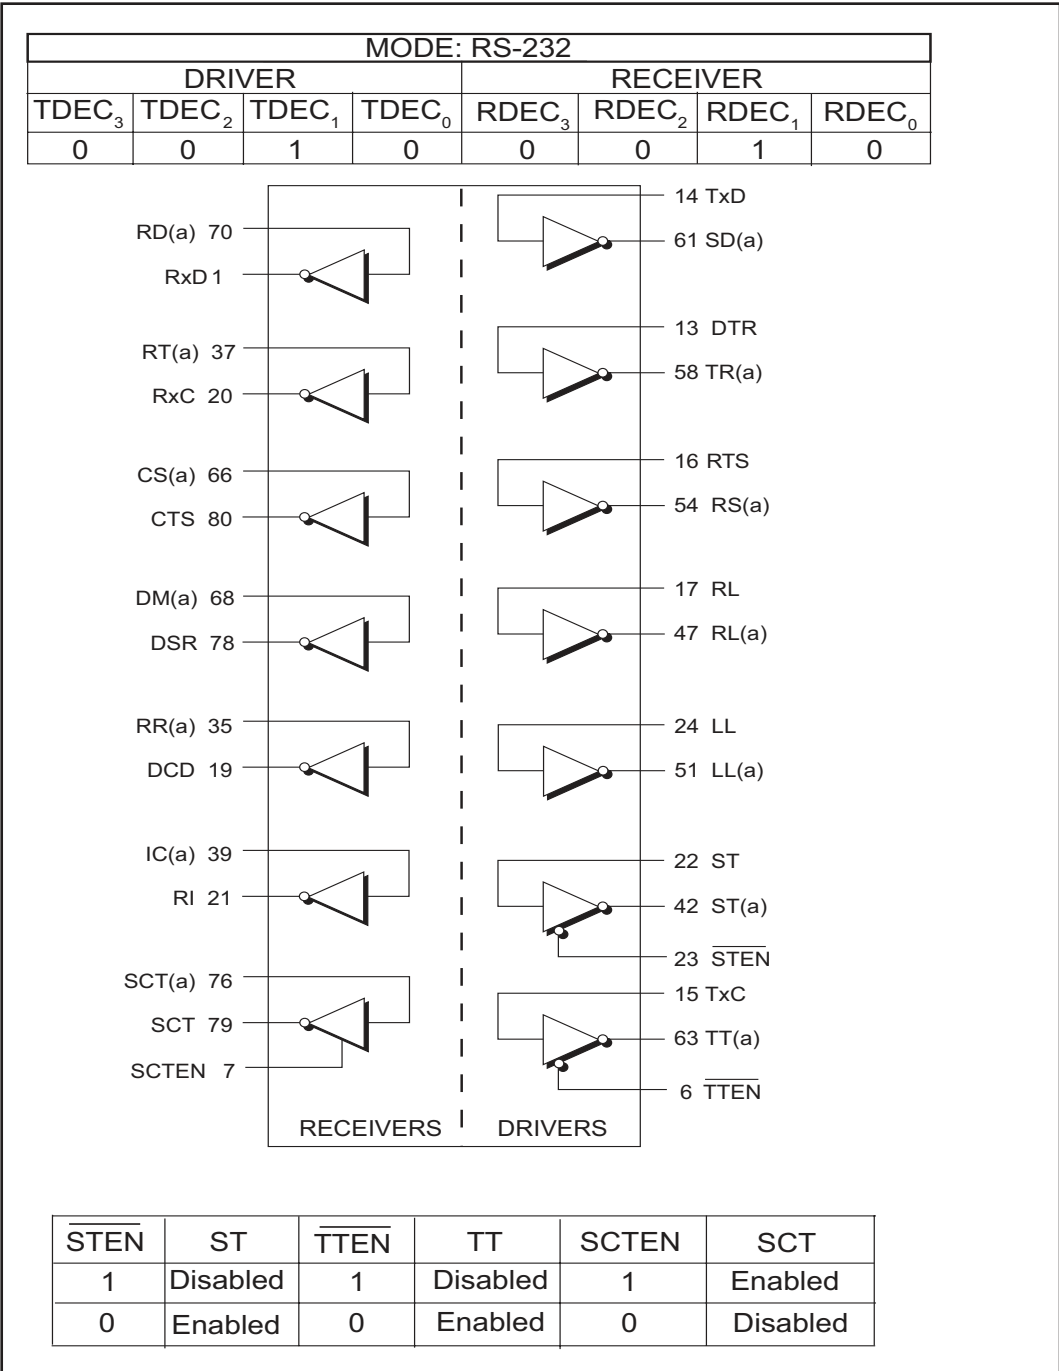 MODE: RS-232
DRIVER RECEIVER
TDEC₃ TDEC₂ TDEC₁ TDEC₀ RDEC₃ RDEC₂ RDEC₁ RDEC₀
0 0 1 0 0 0 1 0
RD(a) 70
RxD 1
RT(a) 37
RxC 20
CS(a) 66
CTS 80
DM(a) 68
DSR 78
RR(a) 35
DCD 19
IC(a) 39
RI 21
SCT(a) 76
SCT 79
SCTEN 7
14 TxD
61 SD(a)
13 DTR
58 TR(a)
16 RTS
54 RS(a)
17 RL
47 RL(a)
24 LL
51 LL(a)
22 ST
42 ST(a)
23 S̅T̅E̅N̅
15 TxC
63 TT(a)
6 T̅T̅E̅N̅
RECEIVERS DRIVERS
S̅T̅E̅N̅ ST T̅T̅E̅N̅ TT SCTEN SCT
1 Disabled 1 Disabled 1 Enabled
0 Enabled 0 Enabled 0 Disabled